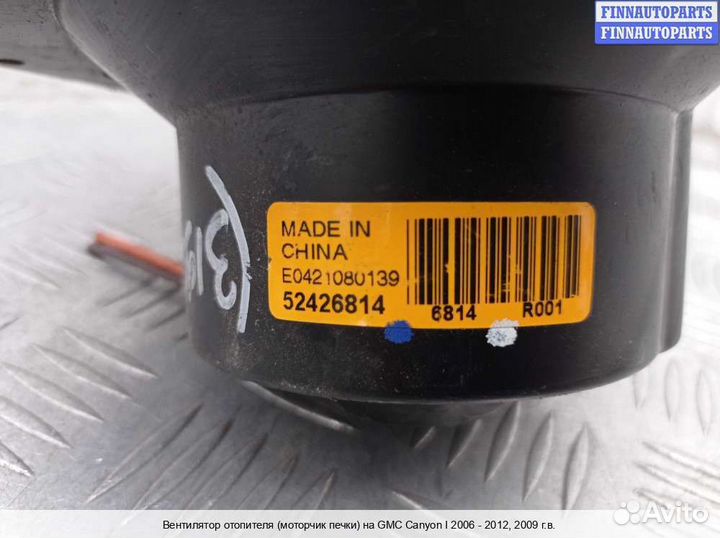 FINNAUTOPARTS
FINNAUTOPARTS
MADE IN
CHINA
E0421080139
52426814
6814 R001
Avito
Вентилятор отопителя (моторчик печки) на GMC Canyon I 2006 - 2012, 2009 г.в.